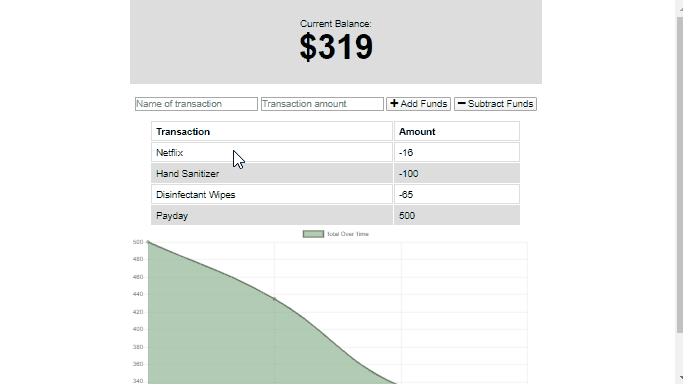 Current Balance:
$319
Name of transaction Transaction amount + Add Funds − Subtract Funds
Transaction Amount
Netflix -16
Hand Sanitizer -100
Disinfectant Wipes -65
Payday 500
Total Over Time
500
480
460
440
420
400
380
360
340